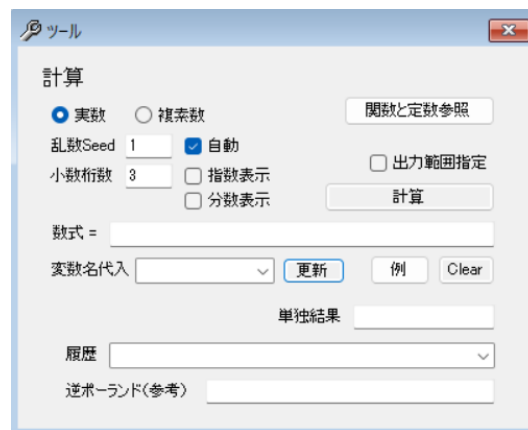 ツール
計算
実数 複素数 関数と定数参照
乱数Seed 1 自動
出力範囲指定
小数桁数 3 指数表示
分数表示 計算
数式 =
変数名代入 更新 例 Clear
単独結果
履歴
逆ポーランド(参考)